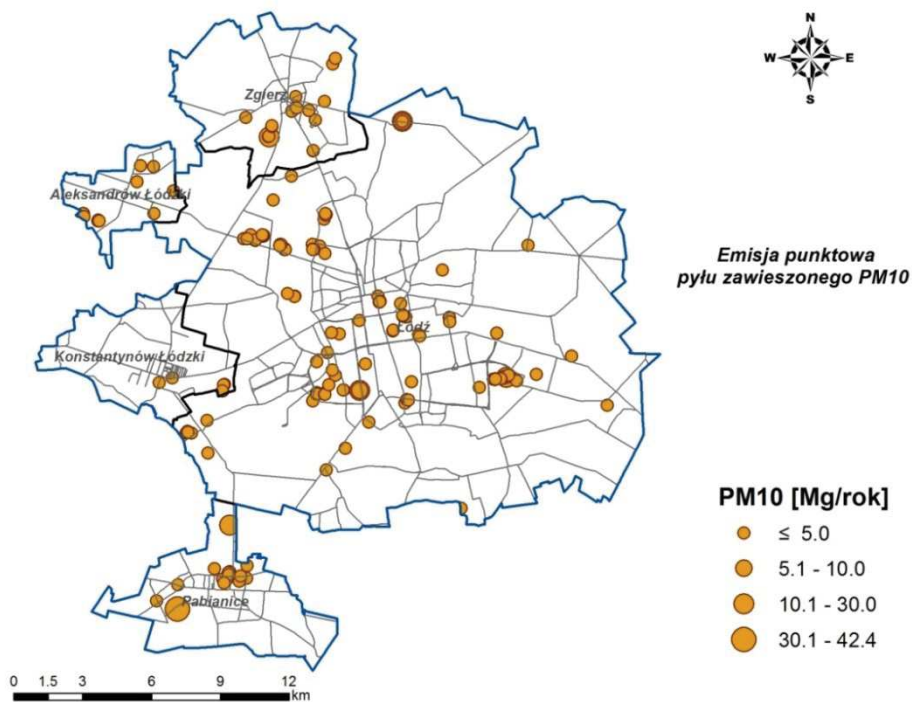 N
W E
S
Zgierz
Aleksandrów Łódzki
Emisja punktowa
pyłu zawieszonego PM10
Łódź
Konstantynów Łódzki
PM10 [Mg/rok]
≤ 5.0
5.1 - 10.0
10.1 - 30.0
30.1 - 42.4
Pabianice
0 1.5 3 6 9 12
km